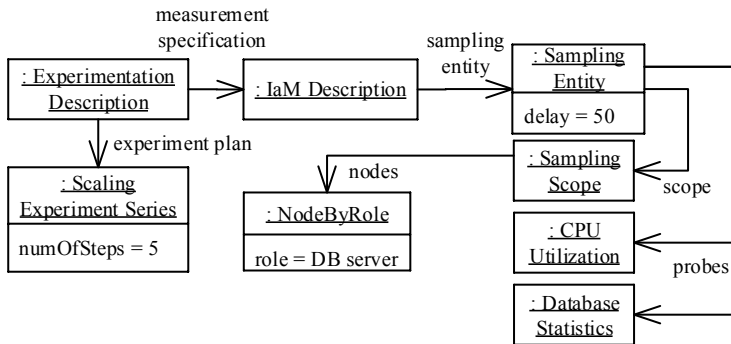 measurement
specification
sampling
entity
: Experimentation
Description
: IaM Description
: Sampling
Entity
delay = 50
experiment plan
: Scaling
Experiment Series
numOfSteps = 5
nodes
: NodeByRole
role = DB server
: Sampling
Scope
scope
: CPU
Utilization
probes
: Database
Statistics